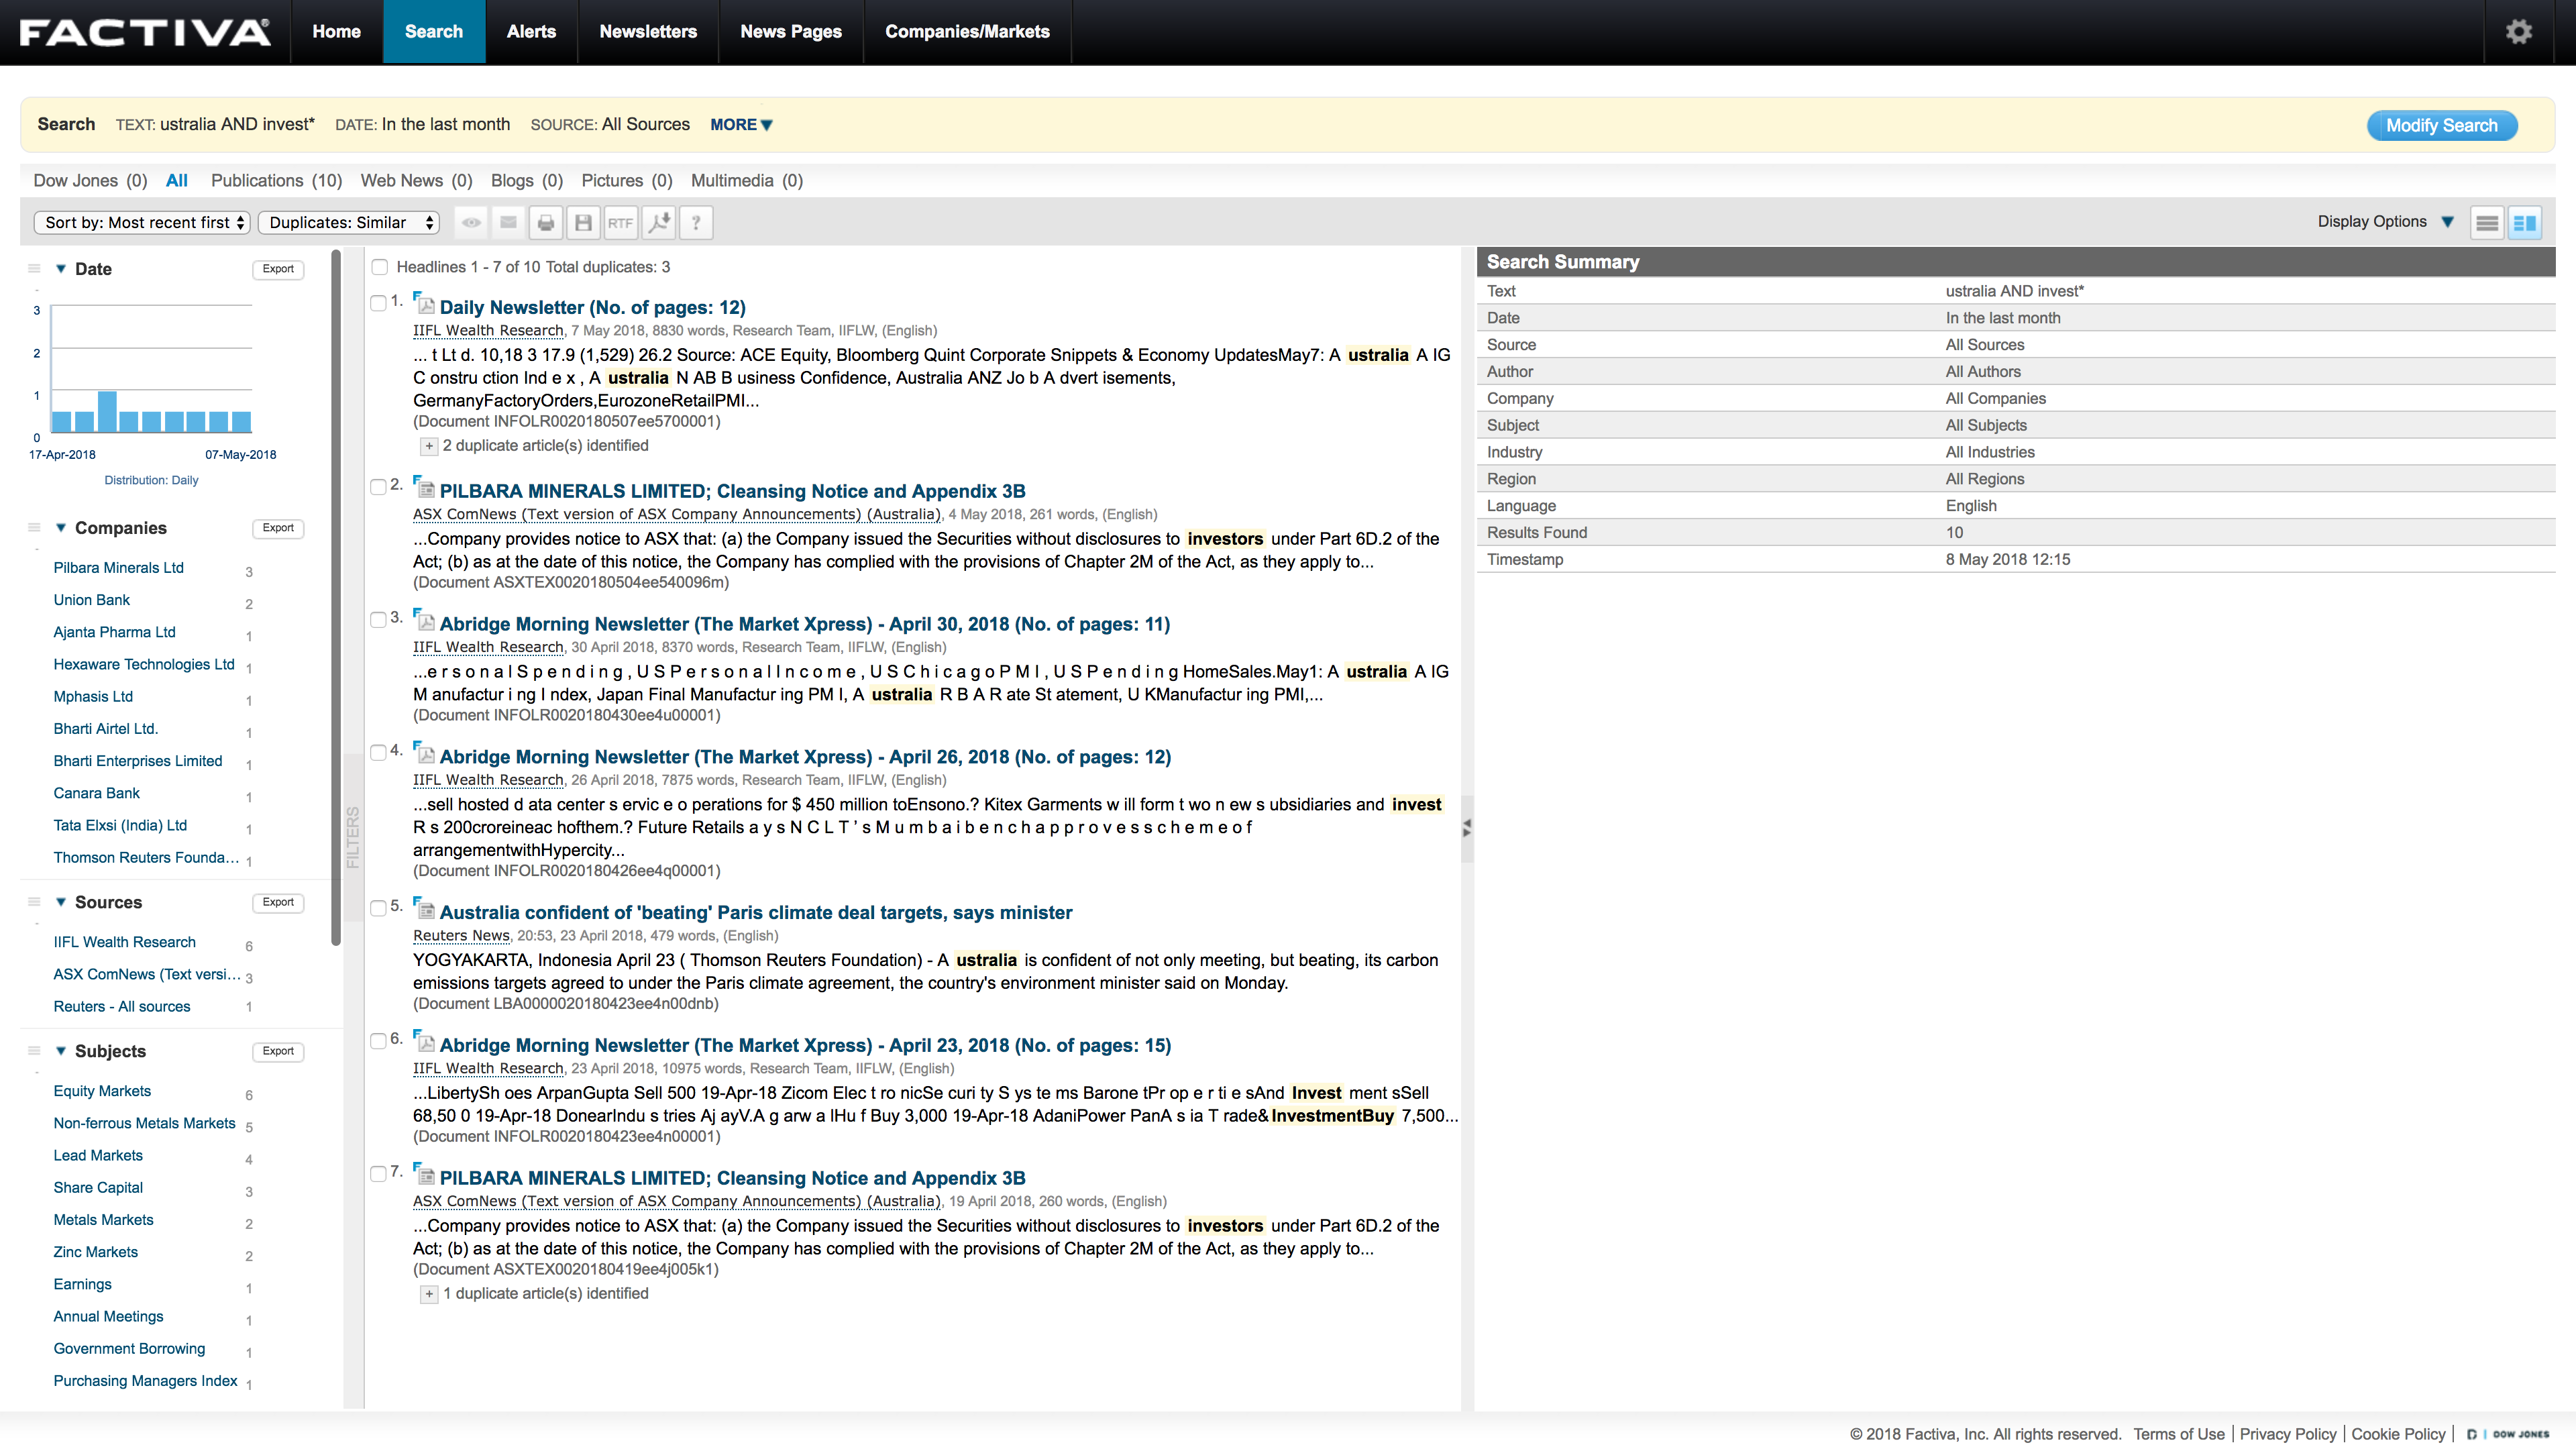 FACTIVA®
Home Search Alerts Newsletters News Pages Companies/Markets
Search TEXT: ustralia AND invest* DATE: In the last month SOURCE: All Sources MORE
Modify Search
Dow Jones (0) All Publications (10) Web News (0) Blogs (0) Pictures (0) Multimedia (0)
Sort by: Most recent first Duplicates: Similar RTF ? Display Options
Date Export
3
2
1
0
17-Apr-2018 07-May-2018
Distribution: Daily
Companies Export
Pilbara Minerals Ltd 3
Union Bank 2
Ajanta Pharma Ltd 1
Hexaware Technologies Ltd 1
Mphasis Ltd 1
Bharti Airtel Ltd. 1
Bharti Enterprises Limited 1
Canara Bank 1
Tata Elxsi (India) Ltd 1
Thomson Reuters Founda... 1
Sources Export
IIFL Wealth Research 6
ASX ComNews (Text versi... 3
Reuters - All sources 1
Subjects Export
Equity Markets 6
Non-ferrous Metals Markets 5
Lead Markets 4
Share Capital 3
Metals Markets 2
Zinc Markets 2
Earnings 1
Annual Meetings 1
Government Borrowing 1
Purchasing Managers Index 1
FILTERS
Headlines 1 - 7 of 10 Total duplicates: 3
1. Daily Newsletter (No. of pages: 12)
IIFL Wealth Research, 7 May 2018, 8830 words, Research Team, IIFLW, (English)
... t Lt d. 10,18 3 17.9 (1,529) 26.2 Source: ACE Equity, Bloomberg Quint Corporate Snippets & Economy UpdatesMay7: A ustralia A IG
C onstru ction Ind e x , A ustralia N AB B usiness Confidence, Australia ANZ Jo b A dvert isements,
GermanyFactoryOrders,EurozoneRetailPMI...
(Document INFOLR0020180507ee5700001)
+ 2 duplicate article(s) identified
2. PILBARA MINERALS LIMITED; Cleansing Notice and Appendix 3B
ASX ComNews (Text version of ASX Company Announcements) (Australia), 4 May 2018, 261 words, (English)
...Company provides notice to ASX that: (a) the Company issued the Securities without disclosures to investors under Part 6D.2 of the
Act; (b) as at the date of this notice, the Company has complied with the provisions of Chapter 2M of the Act, as they apply to...
(Document ASXTEX0020180504ee540096m)
3. Abridge Morning Newsletter (The Market Xpress) - April 30, 2018 (No. of pages: 11)
IIFL Wealth Research, 30 April 2018, 8370 words, Research Team, IIFLW, (English)
...e r s o n a l S p e n d i n g , U S P e r s o n a l I n c o m e , U S C h i c a g o P M I , U S P e n d i n g HomeSales.May1: A ustralia A IG
M anufactur i ng I ndex, Japan Final Manufactur ing PM I, A ustralia R B A R ate St atement, U KManufactur ing PMI,...
(Document INFOLR0020180430ee4u00001)
4. Abridge Morning Newsletter (The Market Xpress) - April 26, 2018 (No. of pages: 12)
IIFL Wealth Research, 26 April 2018, 7875 words, Research Team, IIFLW, (English)
...sell hosted d ata center s ervic e o perations for $ 450 million toEnsono.? Kitex Garments w ill form t wo n ew s ubsidiaries and invest
R s 200croreineac hofthem.? Future Retails a y s N C L T ' s M u m b a i b e n c h a p p r o v e s s c h e m e o f
arrangementwithHypercity...
(Document INFOLR0020180426ee4q00001)
5. Australia confident of 'beating' Paris climate deal targets, says minister
Reuters News, 20:53, 23 April 2018, 479 words, (English)
YOGYAKARTA, Indonesia April 23 ( Thomson Reuters Foundation) - A ustralia is confident of not only meeting, but beating, its carbon
emissions targets agreed to under the Paris climate agreement, the country's environment minister said on Monday.
(Document LBA0000020180423ee4n00dnb)
6. Abridge Morning Newsletter (The Market Xpress) - April 23, 2018 (No. of pages: 15)
IIFL Wealth Research, 23 April 2018, 10975 words, Research Team, IIFLW, (English)
...LibertySh oes ArpanGupta Sell 500 19-Apr-18 Zicom Elec t ro nicSe curi ty S ys te ms Barone tPr op e r ti e sAnd Invest ment sSell
68,50 0 19-Apr-18 DonearIndu s tries Aj ayV.A g arw a lHu f Buy 3,000 19-Apr-18 AdaniPower PanA s ia T rade& InvestmentBuy 7,500...
(Document INFOLR0020180423ee4n00001)
7. PILBARA MINERALS LIMITED; Cleansing Notice and Appendix 3B
ASX ComNews (Text version of ASX Company Announcements) (Australia), 19 April 2018, 260 words, (English)
...Company provides notice to ASX that: (a) the Company issued the Securities without disclosures to investors under Part 6D.2 of the
Act; (b) as at the date of this notice, the Company has complied with the provisions of Chapter 2M of the Act, as they apply to...
(Document ASXTEX0020180419ee4j005k1)
+ 1 duplicate article(s) identified
Search Summary
Text ustralia AND invest*
Date In the last month
Source All Sources
Author All Authors
Company All Companies
Subject All Subjects
Industry All Industries
Region All Regions
Language English
Results Found 10
Timestamp 8 May 2018 12:15
© 2018 Factiva, Inc. All rights reserved. Terms of Use | Privacy Policy | Cookie Policy | D | DOW JONES